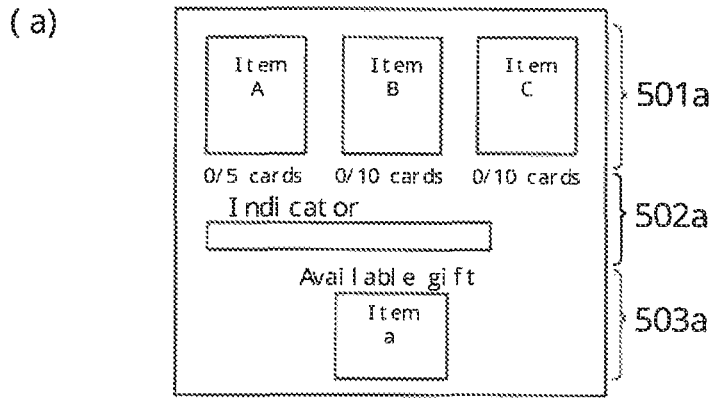 (a)
Item A
Item B
Item C
501a
0/5 cards
0/10 cards
0/10 cards
Indicator
502a
Available gift
Item a
503a